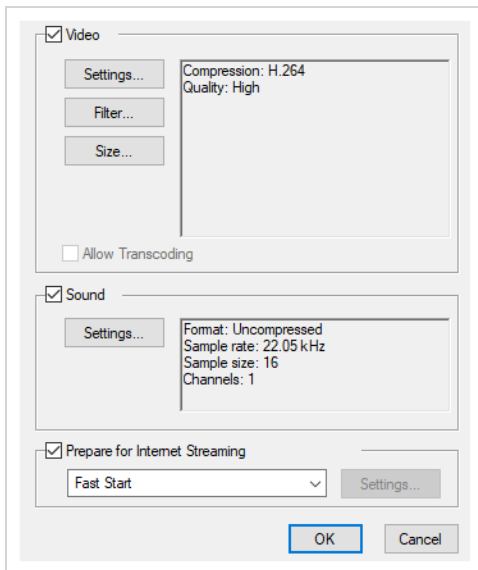 Video
Settings...
Compression: H.264
Quality: High
Filter...
Size...
Allow Transcoding
Sound
Settings...
Format: Uncompressed
Sample rate: 22.05 kHz
Sample size: 16
Channels: 1
Prepare for Internet Streaming
Fast Start
Settings...
OK
Cancel